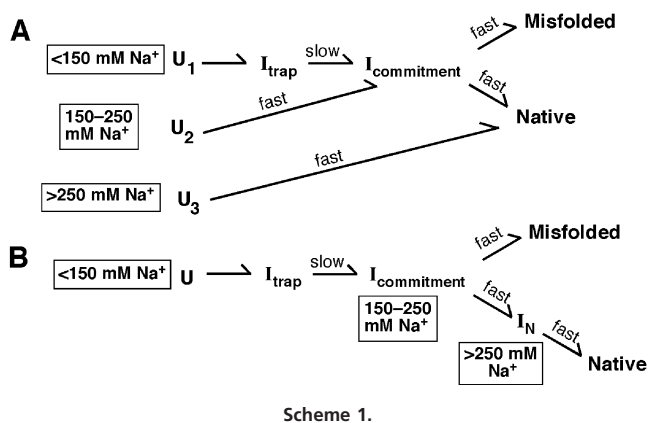 A
<150 mM Na⁺ U₁ Iₜᵣₐₚ slow I_commitment fast Misfolded
fast
150–250
mM Na⁺
U₂ fast
Native
>250 mM Na⁺ U₃ fast
B
<150 mM Na⁺ U Iₜᵣₐₚ slow I_commitment fast Misfolded
150–250
mM Na⁺
fast I_N fast
>250 mM
Na⁺
Native
Scheme 1.